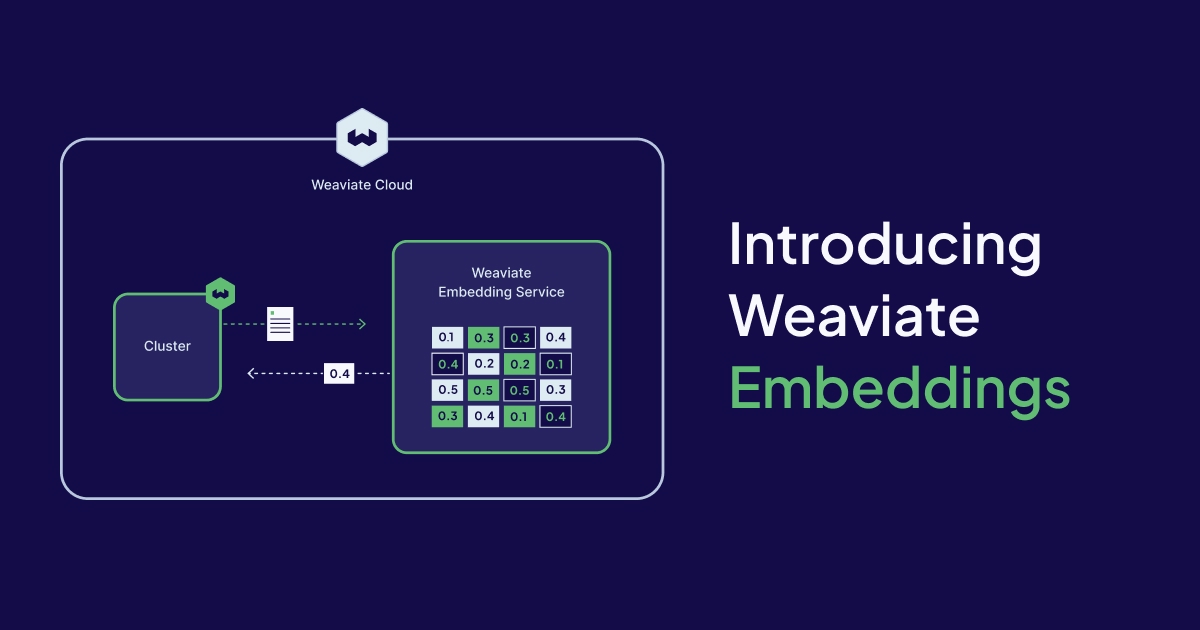 Weaviate Cloud
Weaviate
Embedding Service
Cluster
0.4
0.1 0.3 0.3 0.4
0.4 0.2 0.2 0.1
0.5 0.5 0.5 0.3
0.3 0.4 0.1 0.4
Introducing
Weaviate
Embeddings